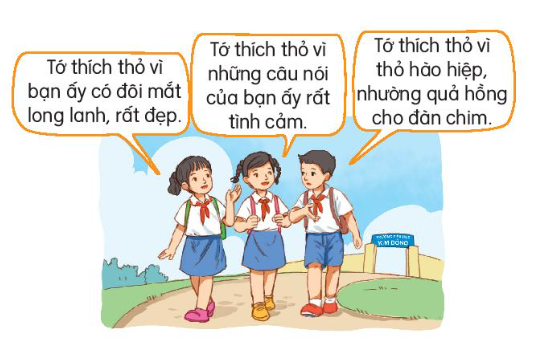 Tớ thích thỏ vì
bạn ấy có đôi mắt
long lanh, rất đẹp.
Tớ thích thỏ vì
những câu nói
của bạn ấy rất
tình cảm.
Tớ thích thỏ vì
thỏ hào hiệp,
nhường quả hồng
cho đàn chim.
KIM ĐỒNG